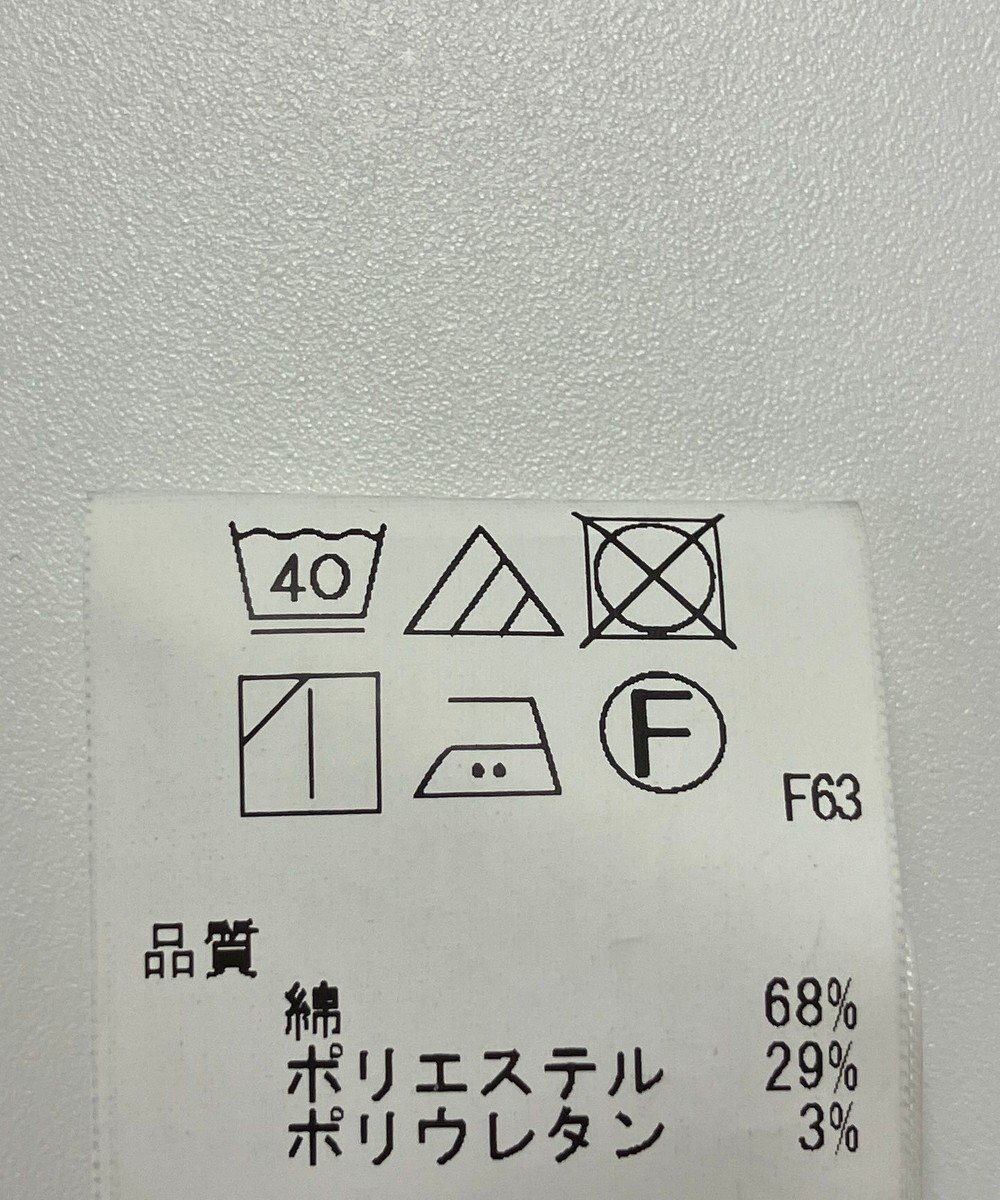 40
F
F63
品質
綿 68%
ポリエステル 29%
ポリウレタン 3%